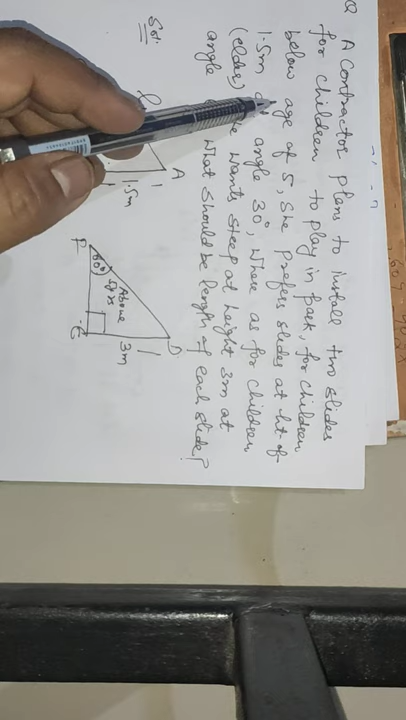 Q A Contractor plans to install two slides
for children to play in park, for children
below age of 5, she prefers slides at ht. of
1.5m angle 30°, where as for children
(elder) wants steep at height 3m at
angle What should be length of each slide?
Sol.
A
1.5m
D
Above
5yrs
3m
60°
E